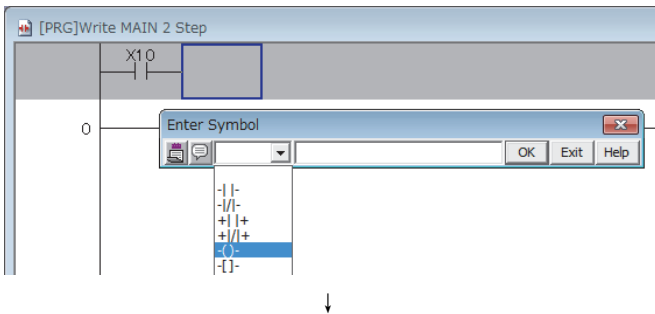 [PRG]Write MAIN 2 Step
X10
0
Enter Symbol
OK Exit Help
-| |-
-|/|-
+| |+
+|/|+
-( )-
-[ ]-
↓